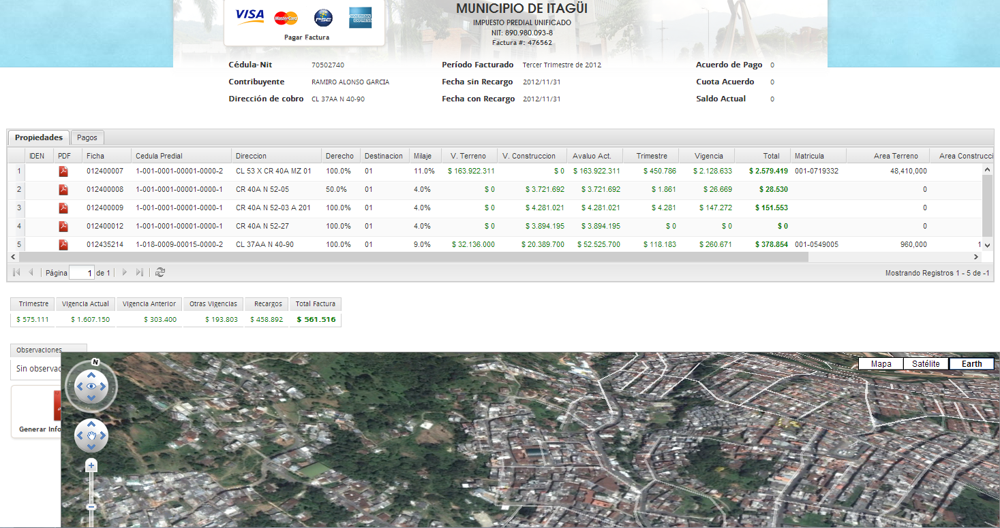 VISA MasterCard PSE AMERICAN EXPRESS
Pagar Factura
MUNICIPIO DE ITAGÜI
IMPUESTO PREDIAL UNIFICADO
NIT: 890.980.093-8
Factura #: 476562
Cédula-Nit 70502740 Período Facturado Tercer Trimestre de 2012 Acuerdo de Pago 0
Contribuyente RAMIRO ALONSO GARCIA Fecha sin Recargo 2012/11/31 Cuota Acuerdo 0
Dirección de cobro CL 37AA N 40-90 Fecha con Recargo 2012/11/31 Saldo Actual 0
Propiedades Pagos
IDEN PDF Ficha Cedula Predial Direccion Derecho Destinacion Milaje V. Terreno V. Construccion Avaluo Act. Trimestre Vigencia Total Matricula Area Terreno Area Construcci
1 012400007 1-001-0001-00001-0000-2 CL 53 X CR 40A MZ 01 100.0% 01 11.0% $ 163.922.311 $ 0 $ 163.922.311 $ 450.786 $ 2.128.633 $ 2.579.419 001-0719332 48,410,000
2 012400008 1-001-0001-00001-0000-1 CR 40A N 52-05 50.0% 01 4.0% $ 0 $ 3.721.692 $ 3.721.692 $ 1.861 $ 26.669 $ 28.530 0
3 012400009 1-001-0001-00001-0000-1 CR 40A N 52-03 A 201 100.0% 01 4.0% $ 0 $ 4.281.021 $ 4.281.021 $ 4.281 $ 147.272 $ 151.553 0
4 012400012 1-001-0001-00001-0000-1 CR 40A N 52-27 100.0% 01 4.0% $ 0 $ 3.894.195 $ 3.894.195 $ 0 $ 0 $ 0 0
5 012435214 1-018-0009-00015-0000-2 CL 37AA N 40-90 100.0% 01 9.0% $ 32.136.000 $ 20.389.700 $ 52.525.700 $ 118.183 $ 260.671 $ 378.854 001-0549005 960,000 1
Página 1 de 1 Mostrando Registros 1 - 5 de -1
Trimestre Vigencia Actual Vigencia Anterior Otras Vigencias Recargos Total Factura
$ 575.111 $ 1.607.150 $ 303.400 $ 193.803 $ 458.892 $ 561.516
Observaciones
Sin observac
Generar Info
N
Mapa Satélite Earth